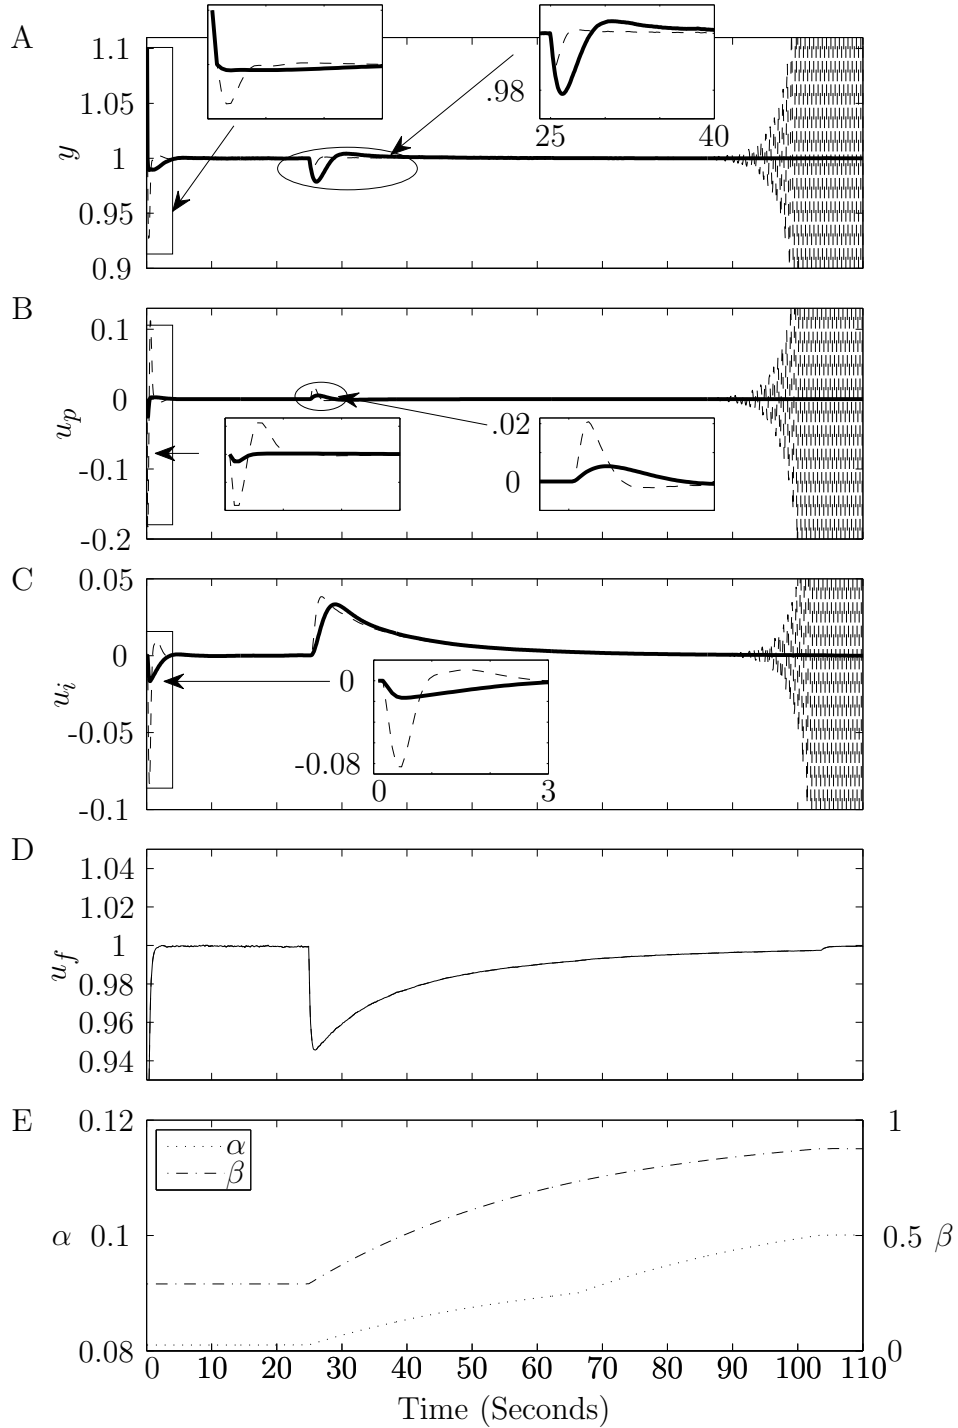 A
1.1
1.05
1
0.95
0.9
y
.98
25
40
B
0.1
0
-0.1
-0.2
u_p
.02
0
C
0.05
0
-0.05
-0.1
u_i
0
-0.08
0
3
D
1.04
1.02
1
0.98
0.96
0.94
u_f
E
0.12
0.1
0.08
α
α
β
1
0.5
0
β
0 10 20 30 40 50 60 70 80 90 100 110
Time (Seconds)